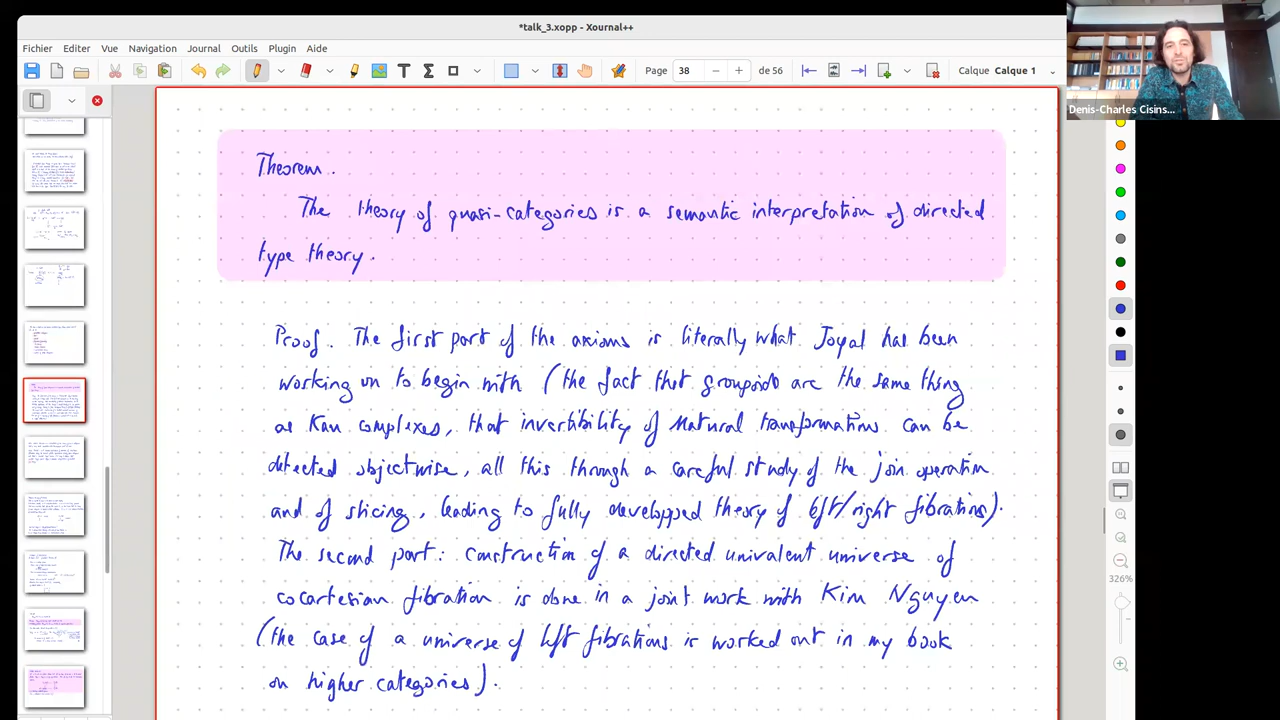 *talk_3.xopp - Xournal++
Fichier Editer Vue Navigation Journal Outils Plugin Aide
Page 38 de 56 Calque Calque 1
Denis-Charles Cisins...
Theorem.
The theory of quasi-categories is a semantic interpretation of directed
type theory.
Proof. The first part of the axioms is literally what Joyal has been
working on to begin with (the fact that groupoids are the same thing
as Kan complexes, that invertibility of natural transformations can be
detected objectwise, all this through a careful study of the join operation
and of slicing, leading to fully developped theory of left/right fibrations).
The second part: construction of a directed univalent universe of
cocartesian fibration is done in a joint work with Kim Nguyen
(the case of a universe of left fibrations is worked out in my book
on higher categories).
326%